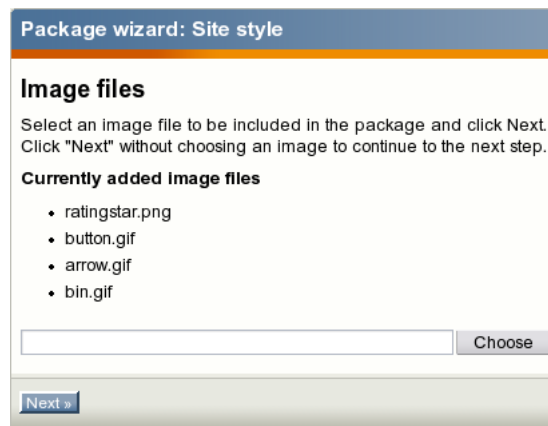 Package wizard: Site style
Image files
Select an image file to be included in the package and click Next.
Click "Next" without choosing an image to continue to the next step.
Currently added image files
• ratingstar.png
• button.gif
• arrow.gif
• bin.gif
Choose
Next »